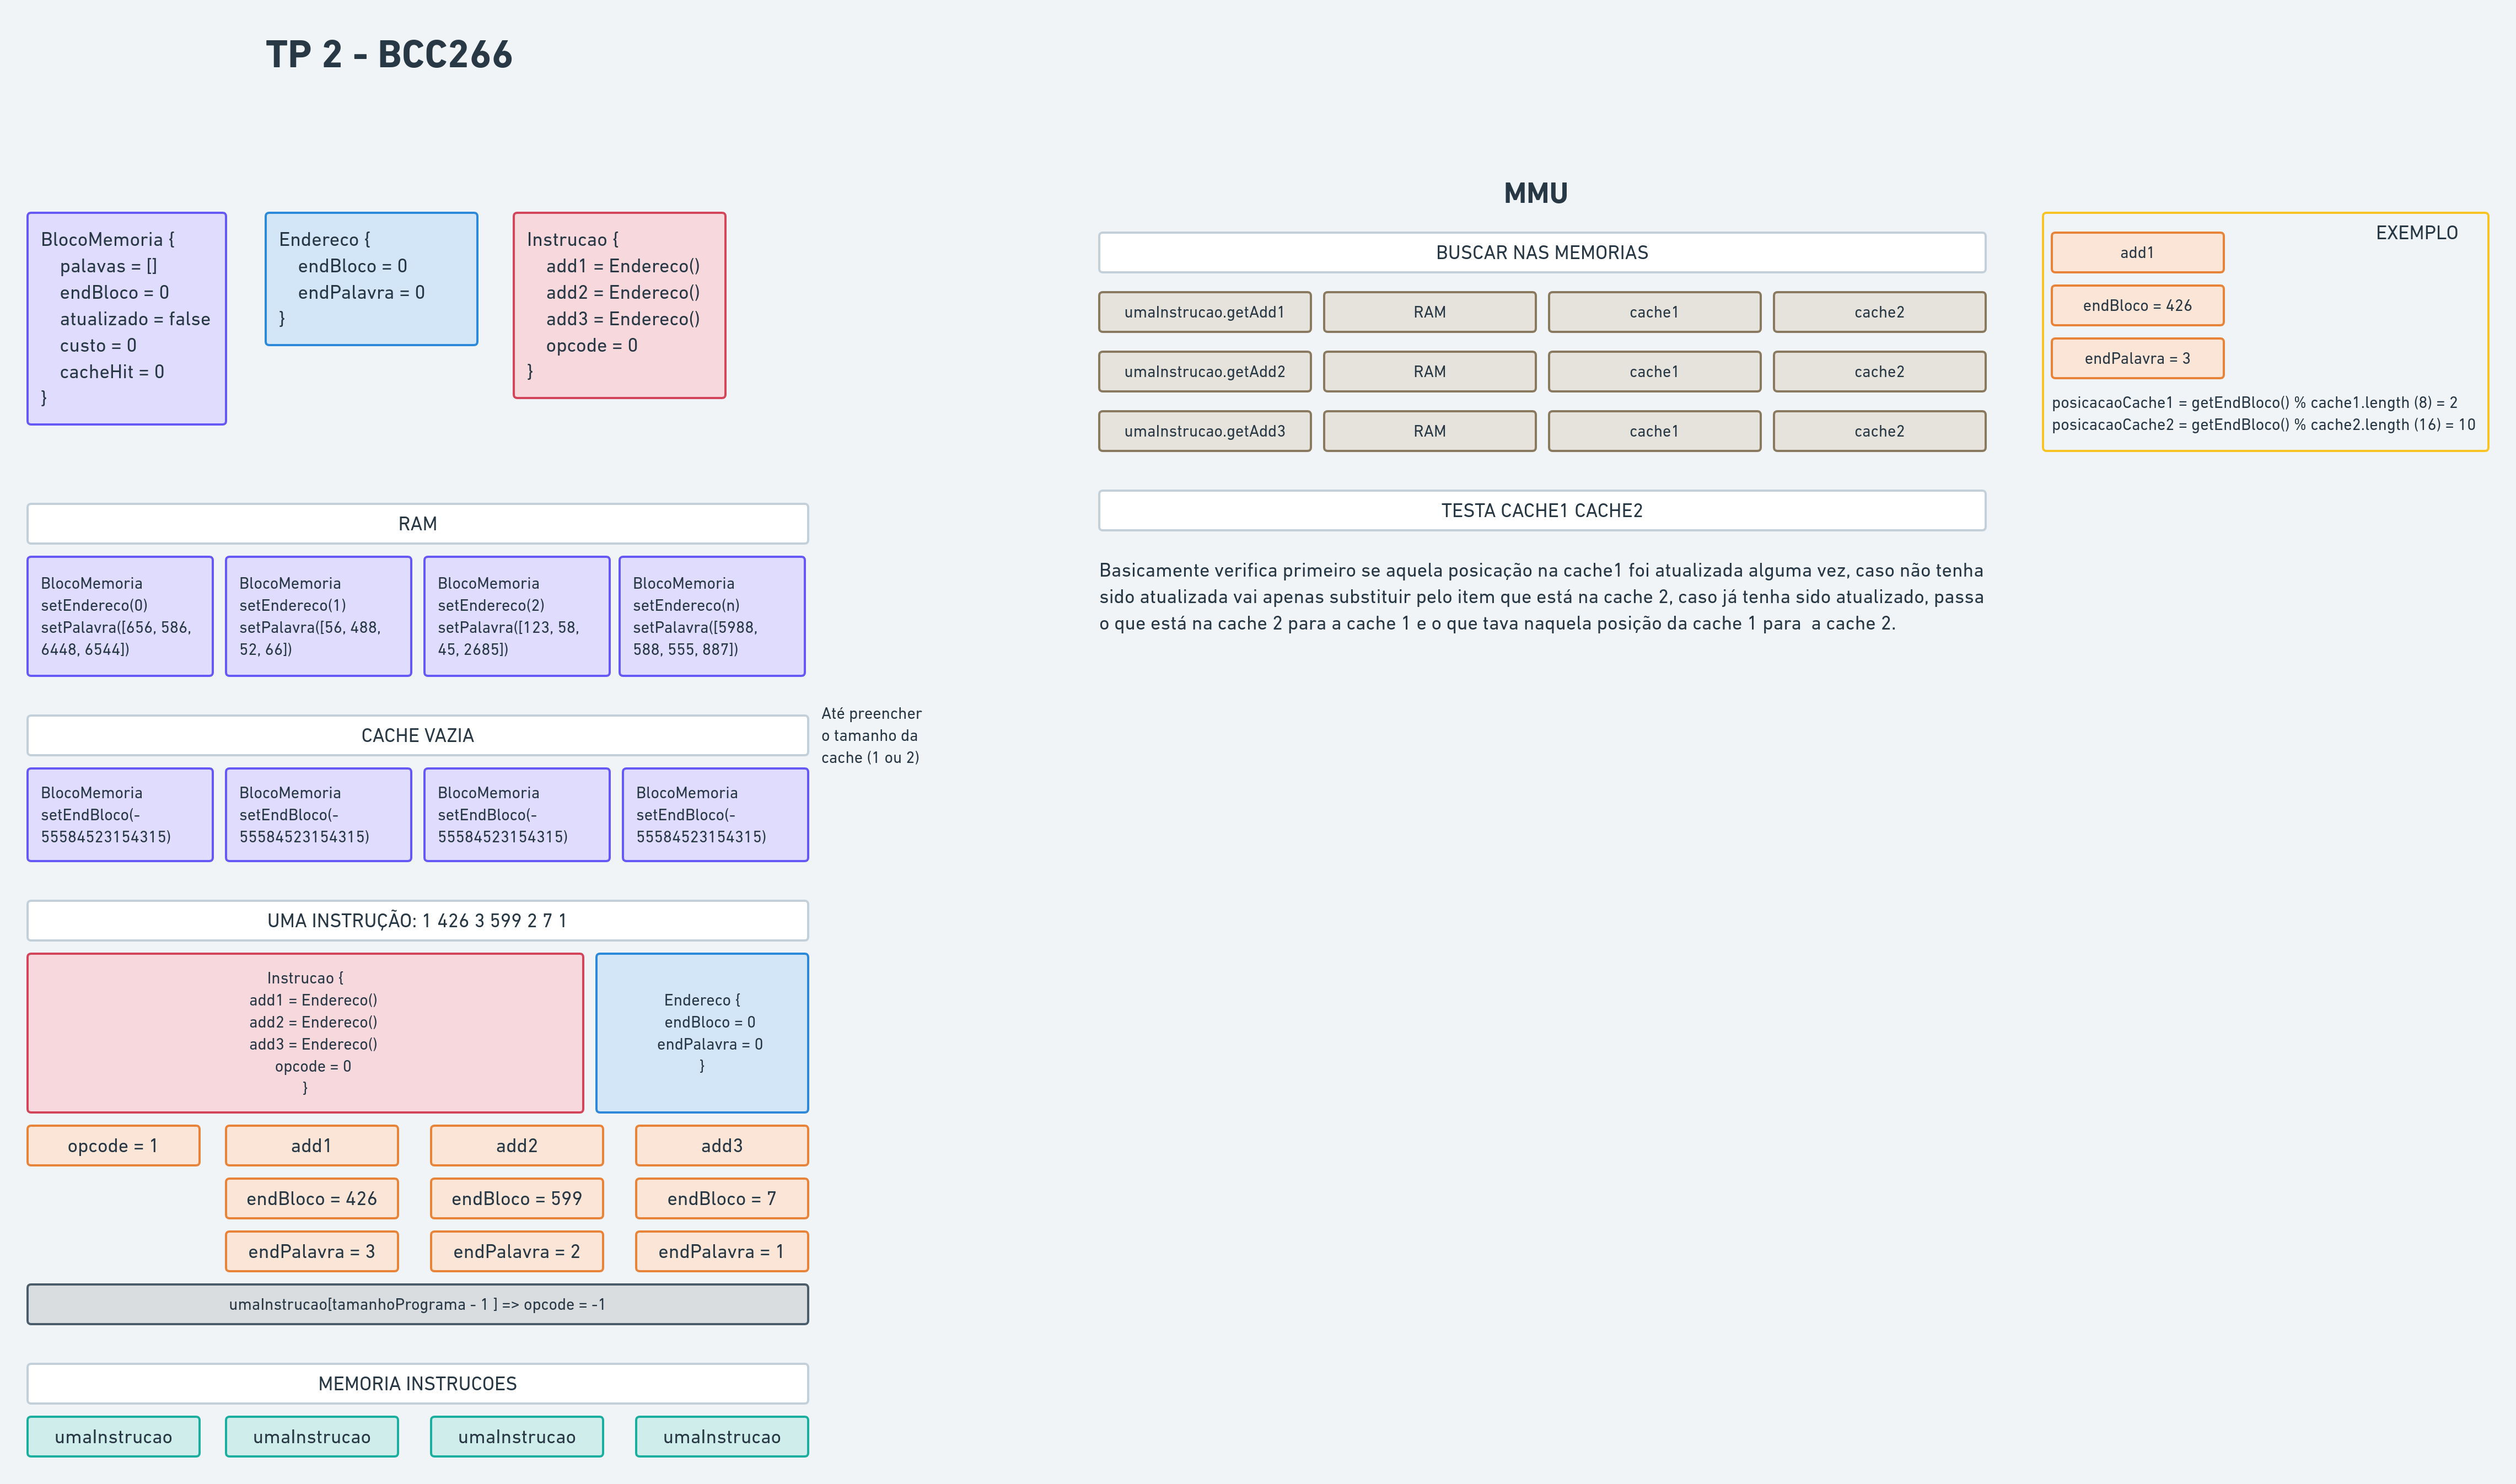 TP 2 - BCC266
BlocoMemoria {
palavas = []
endBloco = 0
atualizado = false
custo = 0
cacheHit = 0
}
Endereco {
endBloco = 0
endPalavra = 0
}
Instrucao {
add1 = Endereco()
add2 = Endereco()
add3 = Endereco()
opcode = 0
}
RAM
BlocoMemoria
setEndereco(0)
setPalavra([656, 586,
6448, 6544])
BlocoMemoria
setEndereco(1)
setPalavra([56, 488,
52, 66])
BlocoMemoria
setEndereco(2)
setPalavra([123, 58,
45, 2685])
BlocoMemoria
setEndereco(n)
setPalavra([5988,
588, 555, 887])
CACHE VAZIA
Até preencher
o tamanho da
cache (1 ou 2)
BlocoMemoria
setEndBloco(-
55584523154315)
BlocoMemoria
setEndBloco(-
55584523154315)
BlocoMemoria
setEndBloco(-
55584523154315)
BlocoMemoria
setEndBloco(-
55584523154315)
UMA INSTRUÇÃO: 1 426 3 599 2 7 1
Instrucao {
add1 = Endereco()
add2 = Endereco()
add3 = Endereco()
opcode = 0
}
Endereco {
endBloco = 0
endPalavra = 0
}
opcode = 1
add1
add2
add3
endBloco = 426
endBloco = 599
endBloco = 7
endPalavra = 3
endPalavra = 2
endPalavra = 1
umaInstrucao[tamanhoPrograma - 1 ] => opcode = -1
MEMORIA INSTRUCOES
umaInstrucao
umaInstrucao
umaInstrucao
umaInstrucao
MMU
BUSCAR NAS MEMORIAS
umaInstrucao.getAdd1
RAM
cache1
cache2
umaInstrucao.getAdd2
RAM
cache1
cache2
umaInstrucao.getAdd3
RAM
cache1
cache2
TESTA CACHE1 CACHE2
Basicamente verifica primeiro se aquela posicação na cache1 foi atualizada alguma vez, caso não tenha
sido atualizada vai apenas substituir pelo item que está na cache 2, caso já tenha sido atualizado, passa
o que está na cache 2 para a cache 1 e o que tava naquela posição da cache 1 para  a cache 2.
EXEMPLO
add1
endBloco = 426
endPalavra = 3
posicacaoCache1 = getEndBloco() % cache1.length (8) = 2
posicacaoCache2 = getEndBloco() % cache2.length (16) = 10